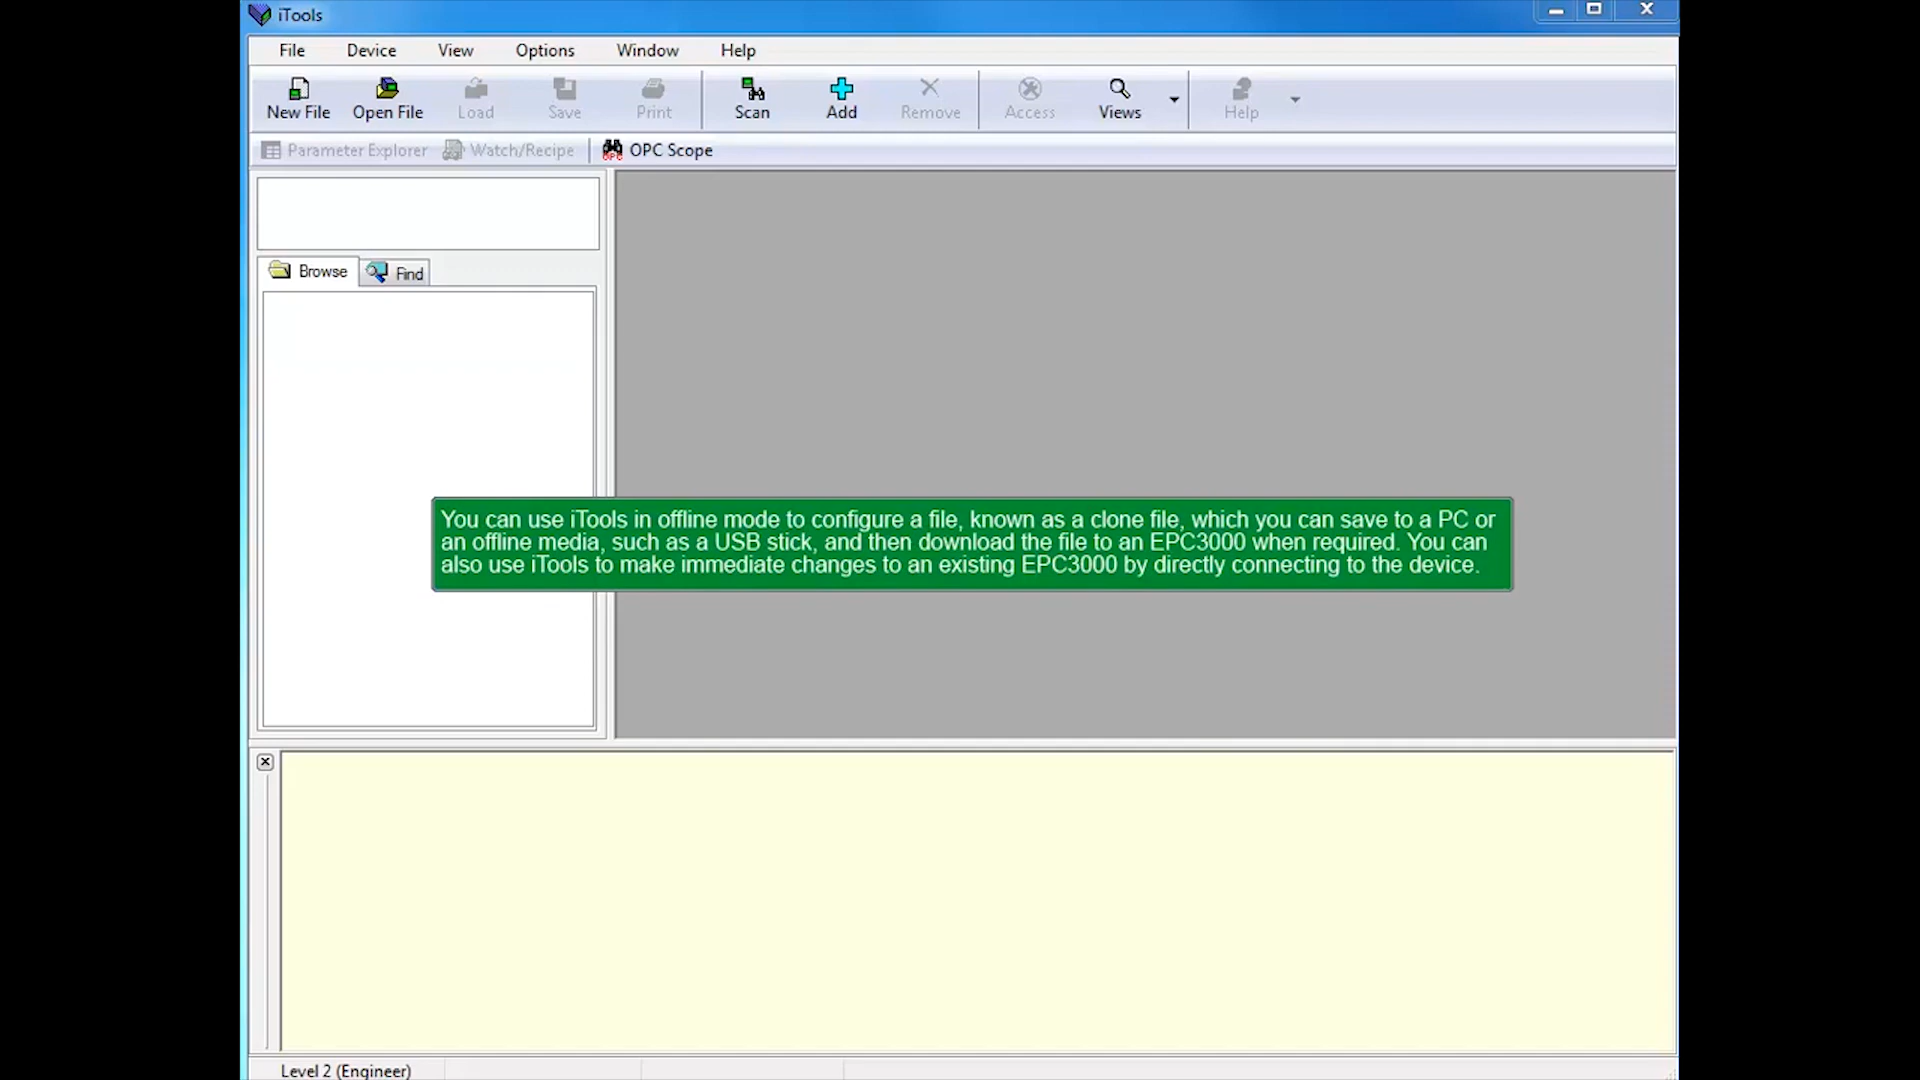 iTools
File Device View Options Window Help
New File Open File Load Save Print Scan Add Remove Access Views Help
Parameter Explorer Watch/Recipe OPC Scope
Browse Find
You can use iTools in offline mode to configure a file, known as a clone file, which you can save to a PC or
an offline media, such as a USB stick, and then download the file to an EPC3000 when required. You can
also use iTools to make immediate changes to an existing EPC3000 by directly connecting to the device.
Level 2 (Engineer)